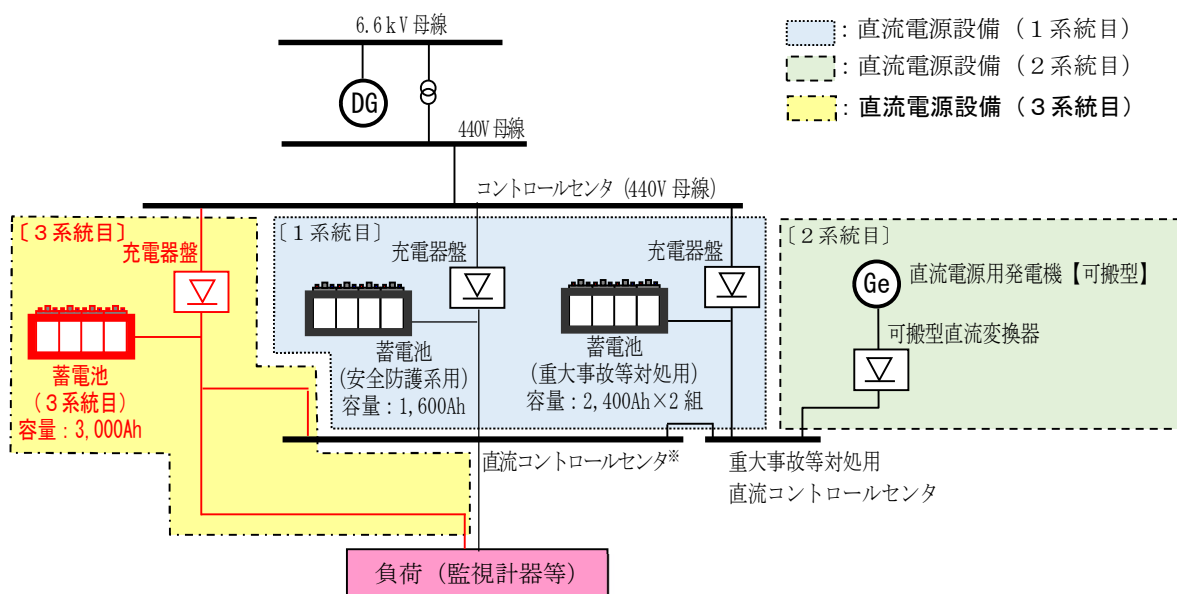 6.6ｋV 母線
DG
440V 母線
コントロールセンタ (440V 母線)
：直流電源設備（１系統目）
：直流電源設備（２系統目）
：直流電源設備（３系統目）
〔３系統目〕
充電器盤
蓄電池
(３系統目)
容量：3,000Ah
〔１系統目〕
充電器盤
蓄電池
(安全防護系用)
容量：1,600Ah
充電器盤
蓄電池
(重大事故等対処用)
容量：2,400Ah×2 組
〔２系統目〕
Ge
直流電源用発電機【可搬型】
可搬型直流変換器
直流コントロールセンタ※
重大事故等対処用
直流コントロールセンタ
負荷（監視計器等）